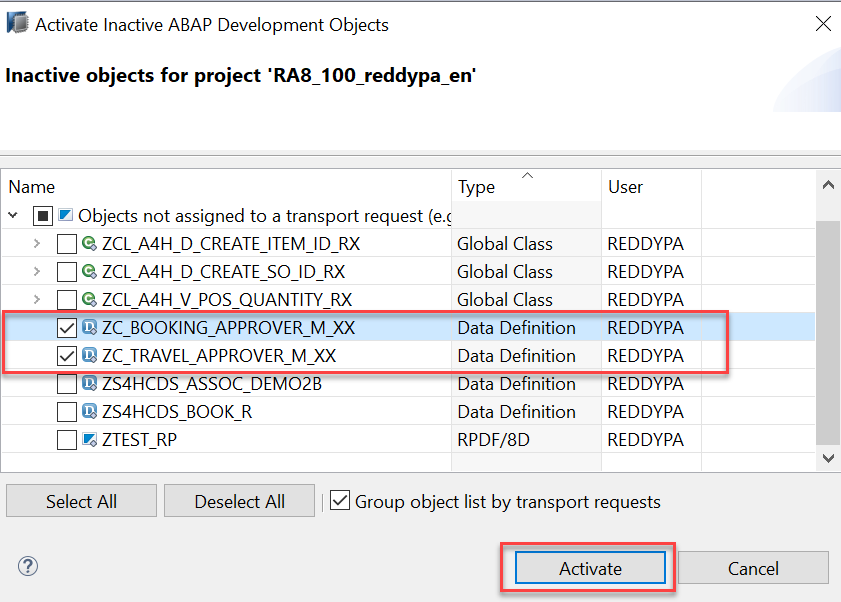 Activate Inactive ABAP Development Objects
Inactive objects for project 'RA8_100_reddypa_en'
Name Type User
Objects not assigned to a transport request (e.g
ZCL_A4H_D_CREATE_ITEM_ID_RX Global Class REDDYPA
ZCL_A4H_D_CREATE_SO_ID_RX Global Class REDDYPA
ZCL_A4H_V_POS_QUANTITY_RX Global Class REDDYPA
ZC_BOOKING_APPROVER_M_XX Data Definition REDDYPA
ZC_TRAVEL_APPROVER_M_XX Data Definition REDDYPA
ZS4HCDS_ASSOC_DEMO2B Data Definition REDDYPA
ZS4HCDS_BOOK_R Data Definition REDDYPA
ZTEST_RP RPDF/8D REDDYPA
Select All Deselect All Group object list by transport requests
Activate Cancel